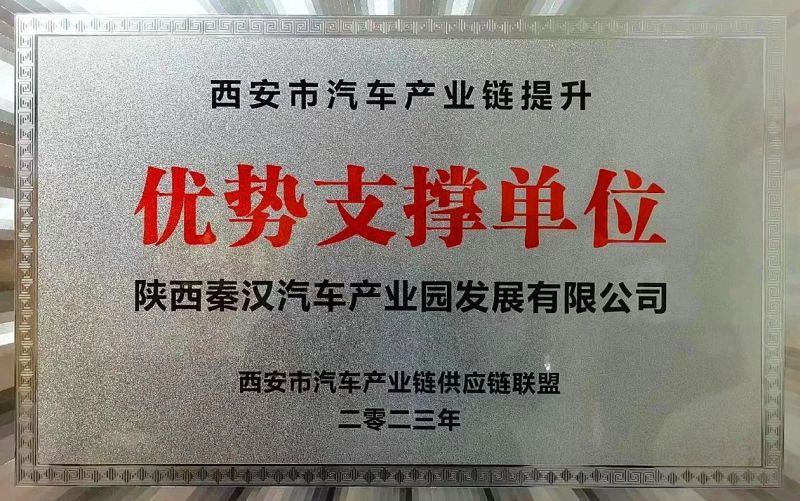 西安市汽车产业链提升
优势支撑单位
陕西秦汉汽车产业园发展有限公司
西安市汽车产业链供应链联盟
二零二三年